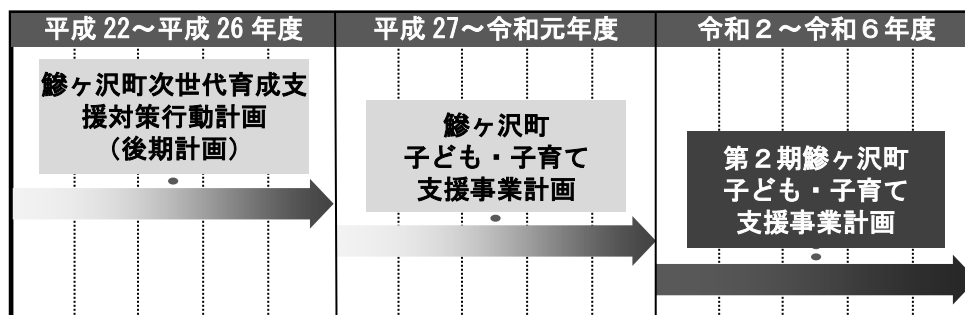 平成 22～平成 26 年度
平成 27～令和元年度
令和２～令和６年度
鰺ヶ沢町次世代育成支
援対策行動計画
（後期計画）
鰺ヶ沢町
子ども・子育て
支援事業計画
第２期鰺ヶ沢町
子ども・子育て
支援事業計画